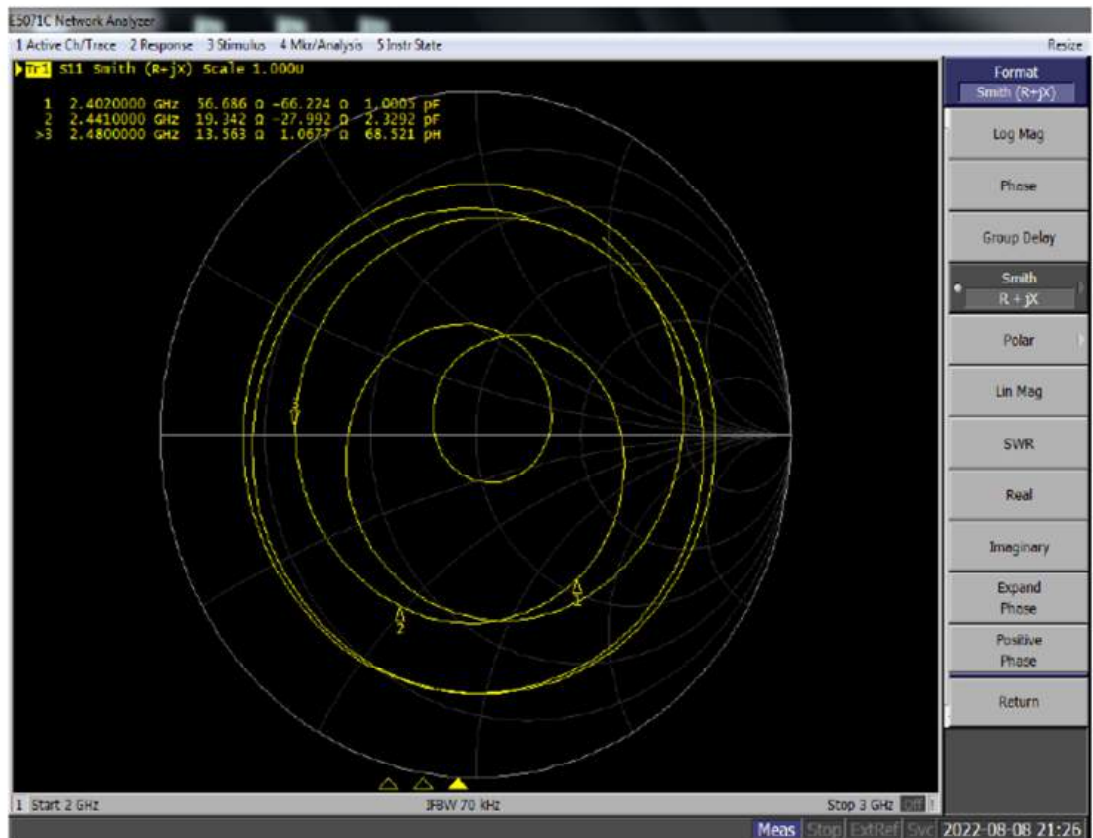 E5071C Network Analyzer
1 Active Ch/Trace 2 Response 3 Stimulus 4 Mkr/Analysis 5 Instr State Resize
Tr1 S11 Smith (R+jX) Scale 1.000U
1 2.4020000 GHz 56.686 Ω -66.224 Ω 1.0005 pF
2 2.4410000 GHz 19.342 Ω -27.992 Ω 2.3292 pF
>3 2.4800000 GHz 13.563 Ω 1.0677 Ω 68.521 pH
Format
Smith (R+jX)
Log Mag
Phase
Group Delay
Smith
R + jX
Polar
Lin Mag
SWR
Real
Imaginary
Expand
Phase
Positive
Phase
Return
3
1
2
1 Start 2 GHz IFBW 70 kHz Stop 3 GHz Off !
Meas Stop ExtRef Svc 2022-08-08 21:26